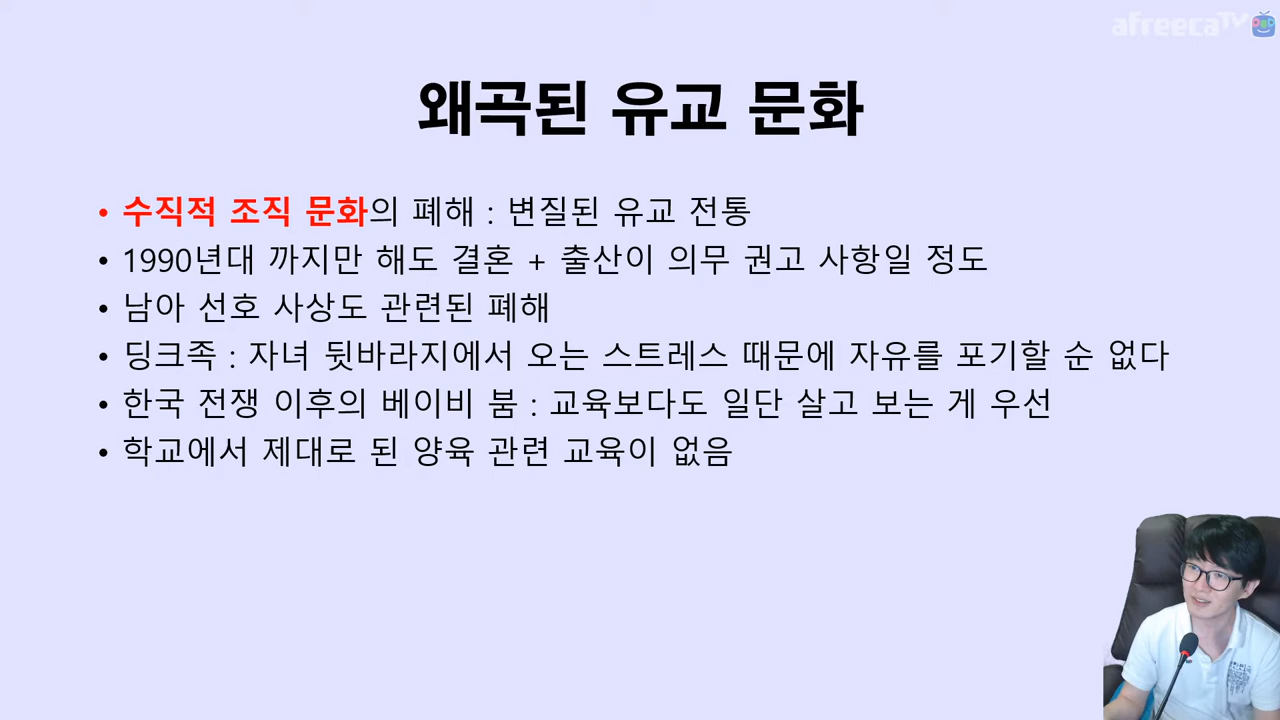 afreecaTV
왜곡된 유교 문화
• 수직적 조직 문화의 폐해 : 변질된 유교 전통
• 1990년대 까지만 해도 결혼 + 출산이 의무 권고 사항일 정도
• 남아 선호 사상도 관련된 폐해
• 딩크족 : 자녀 뒷바라지에서 오는 스트레스 때문에 자유를 포기할 순 없다
• 한국 전쟁 이후의 베이비 붐 : 교육보다도 일단 살고 보는 게 우선
• 학교에서 제대로 된 양육 관련 교육이 없음